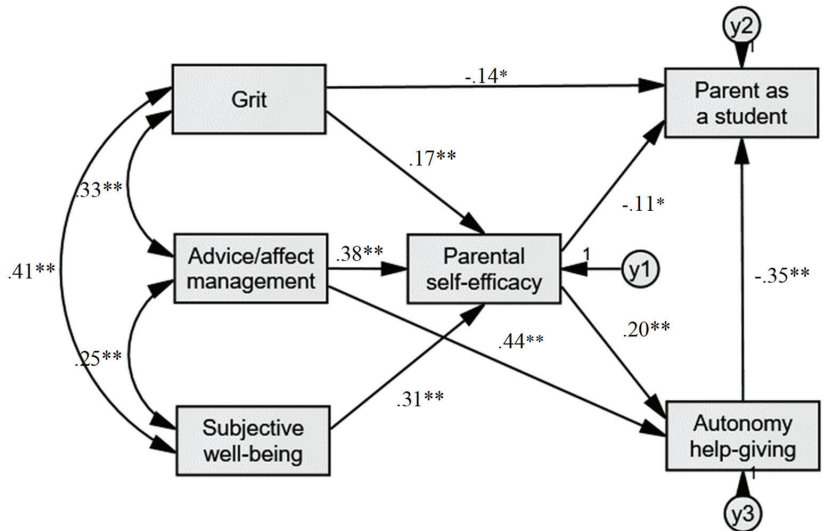 y2
1
Grit
-.14*
Parent as
a student
.17**
.33**
-.11*
Advice/affect
management
.38**
Parental
self-efficacy
1
y1
.41**
-.35**
.20**
.44**
.25**
.31**
Subjective
well-being
Autonomy
help-giving
1
y3